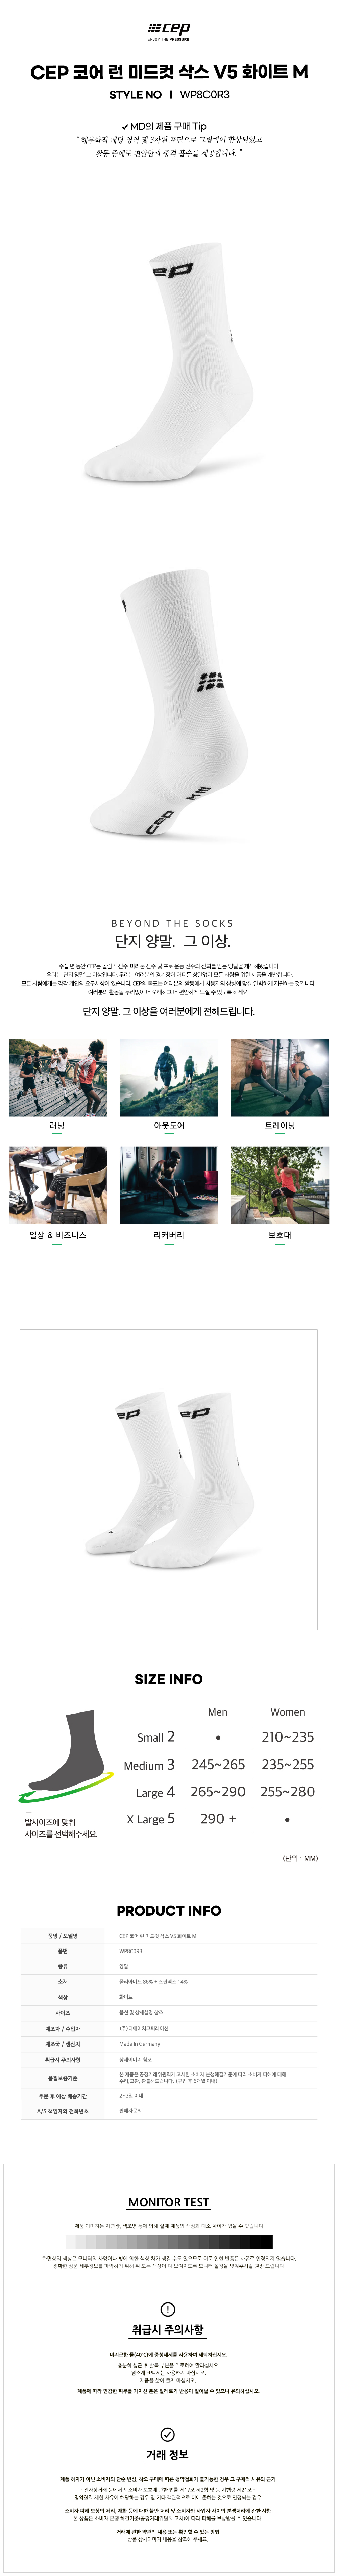 cep
ENJOY THE PRESSURE
CEP 코어 런 미드컷 삭스 V5 화이트 M
STYLE NO | WP8C0R3
MD의 제품 구매 Tip
“ 해부학적 패딩 영역 및 3차원 표면으로 그립력이 향상되었고
활동 중에도 편안함과 충격 흡수를 제공합니다. ”
cep
cep
BEYOND THE SOCKS
단지 양말. 그 이상.
수십 년 동안 CEP는 올림픽 선수, 마라톤 선수 및 프로 운동 선수의 신뢰를 받는 양말을 제작해왔습니다.
우리는 '단지 양말' 그 이상입니다. 우리는 여러분의 경기장이 어디든 상관없이 모든 사람을 위한 제품을 개발합니다.
모든 사람에게는 각각 개인의 요구사항이 있습니다. CEP의 목표는 여러분의 활동에서 사용자의 상황에 맞춰 완벽하게 지원하는 것입니다.
여러분의 활동을 무리없이 더 오래하고 더 편안하게 느낄 수 있도록 하세요.
단지 양말. 그 이상을 여러분에게 전해드립니다.
러닝
아웃도어
트레이닝
일상 & 비즈니스
리커버리
보호대
ep
ep
SIZE INFO
Men Women
Small 2 • 210~235
Medium 3 245~265 235~255
Large 4 265~290 255~280
X Large 5 290 + •
발사이즈에 맞춰
사이즈를 선택해주세요.
(단위 : MM)
PRODUCT INFO
품명 / 모델명 CEP 코어 런 미드컷 삭스 V5 화이트 M
품번 WP8C0R3
종류 양말
소재 폴리아미드 86% + 스판덱스 14%
색상 화이트
사이즈 옵션 및 상세설명 참조
제조자 / 수입자 (주)디에이치코퍼레이션
제조국 / 생산지 Made In Germany
취급시 주의사항 상세이미지 참조
품질보증기준 본 제품은 공정거래위원회가 고시한 소비자 분쟁해결기준에 따라 소비자 피해에 대해
수리,교환, 환불해드립니다. (구입 후 6개월 이내)
주문 후 예상 배송기간 2~3일 이내
A/S 책임자와 전화번호 판매자문의
MONITOR TEST
제품 이미지는 자연광, 색조명 등에 의해 실제 제품의 색상과 다소 차이가 있을 수 있습니다.
화면상의 색상은 모니터의 사양이나 빛에 의한 색상 차가 생길 수도 있으므로 이로 인한 반품은 사유로 인정되지 않습니다.
정확한 상품 세부정보를 파악하기 위해 위 모든 색상이 다 보여지도록 모니터 설정을 맞춰주시길 권장 드립니다.
취급시 주의사항
미지근한 물(40°C)에 중성세제를 사용하여 세탁하십시오.
충분히 헹군 후 발목 부분을 위로하여 말리십시오.
염소계 표백제는 사용하지 마십시오.
제품을 삶아 빨지 마십시오.
제품에 따라 민감한 피부를 가지신 분은 알레르기 반응이 일어날 수 있으니 유의하십시오.
거래 정보
제품 하자가 아닌 소비자의 단순 변심, 착오 구매에 따른 청약철회가 불가능한 경우 그 구체적 사유와 근거
- 전자상거래 등에서의 소비자 보호에 관한 법률 제17조 제2항 및 동 시행령 제21조 -
청약철회 제한 사유에 해당하는 경우 및 기타 객관적으로 이에 준하는 것으로 인정되는 경우
소비자 피해 보상의 처리, 재화 등에 대한 불만 처리 및 소비자와 사업자 사이의 분쟁처리에 관한 사항
본 상품은 소비자 분쟁 해결기준(공정거래위원회 고시)에 따라 피해를 보상받을 수 있습니다.
거래에 관한 약관의 내용 또는 확인할 수 있는 방법
상품 상세이미지 내용을 참조해 주세요.